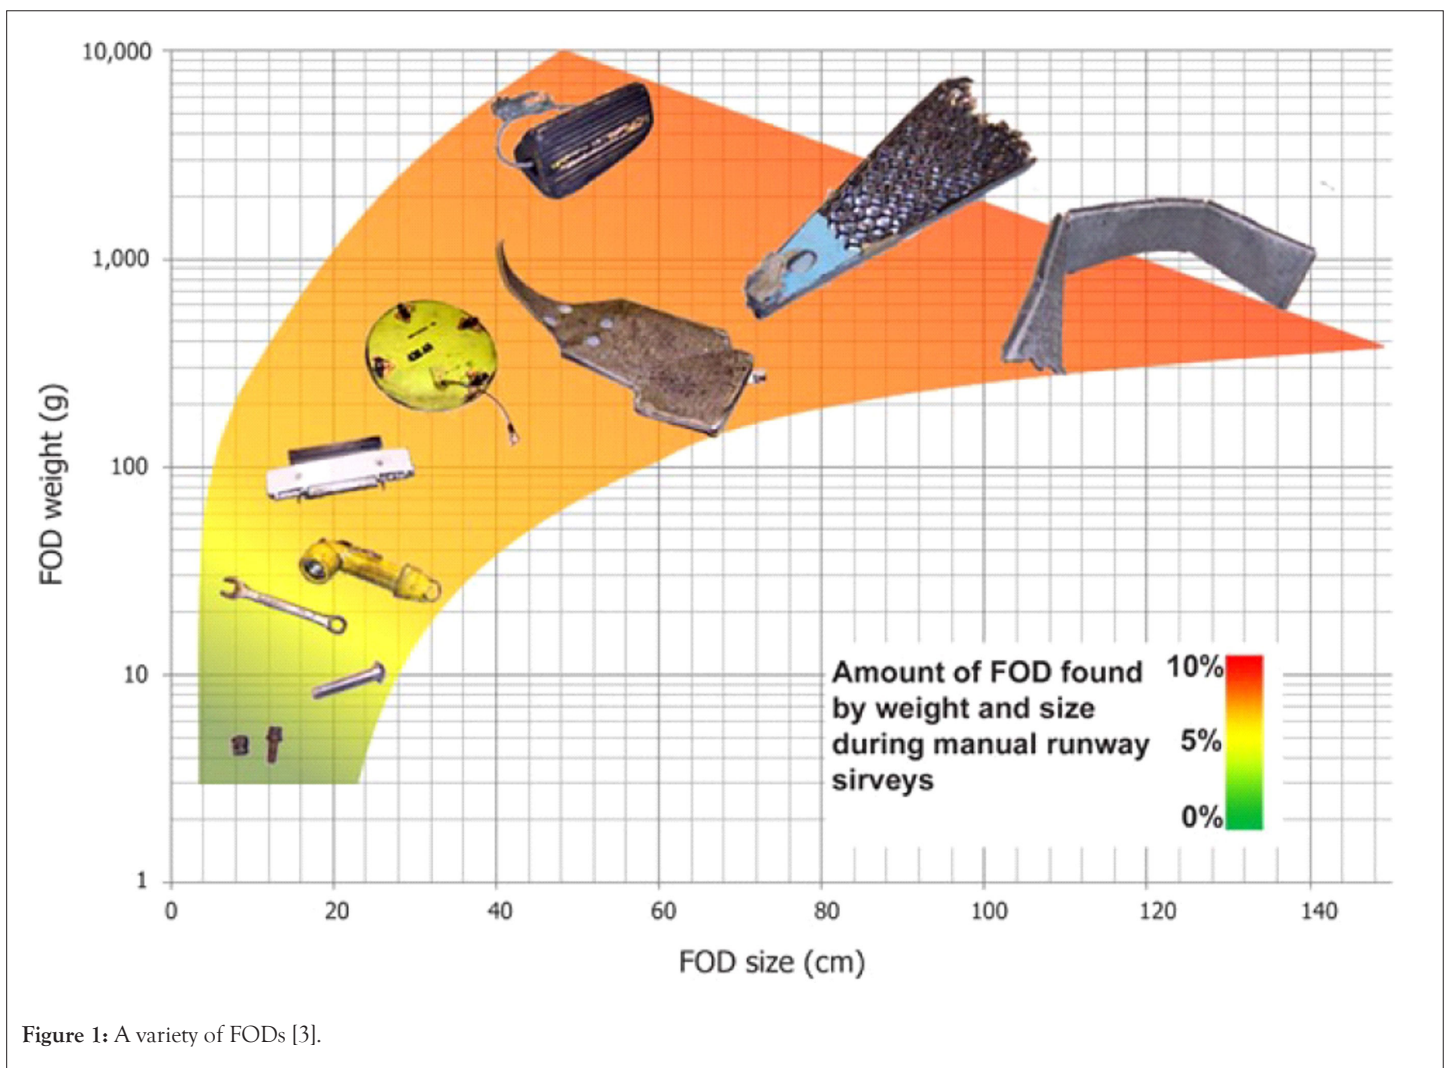 10,000
1,000
100
10
1
FOD weight (g)
0 20 40 60 80 100 120 140
FOD size (cm)
Amount of FOD found
by weight and size
during manual runway
sirveys
10%
5%
0%
Figure 1: A variety of FODs [3].